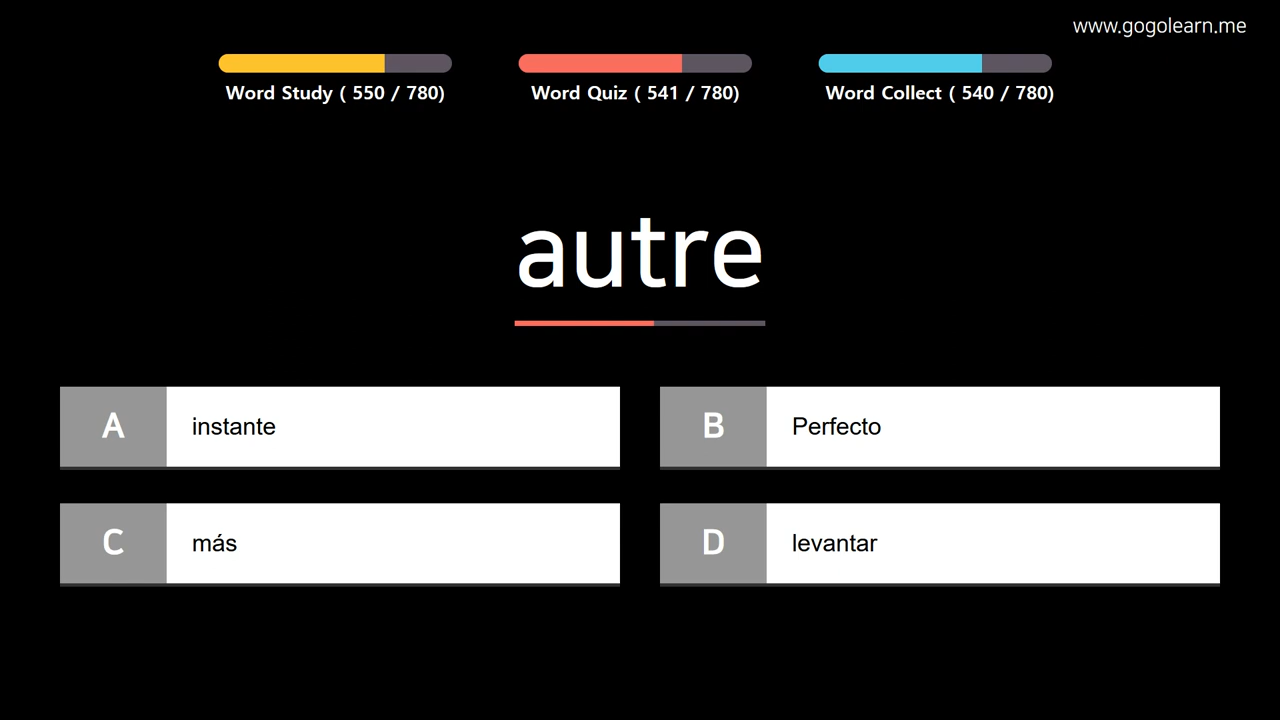 www.gogolearn.me
Word Study ( 550 / 780)
Word Quiz ( 541 / 780)
Word Collect ( 540 / 780)
autre
A instante
B Perfecto
C más
D levantar